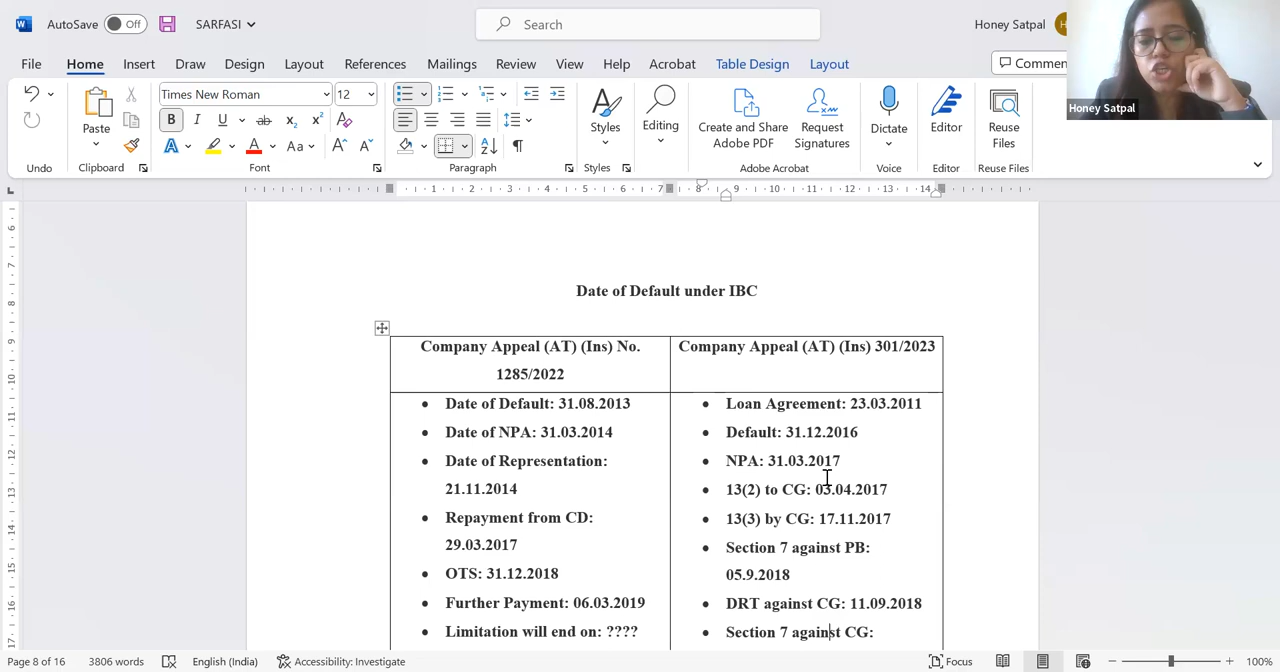 AutoSave Off SARFASI Search Honey Satpal
File Home Insert Draw Design Layout References Mailings Review View Help Acrobat Table Design Layout
Honey Satpal
Times New Roman 12
Paste Styles Editing Create and Share Adobe PDF Request Signatures Dictate Editor Reuse Files
Undo Clipboard Font Paragraph Styles Adobe Acrobat Voice Editor Reuse Files
Date of Default under IBC
Company Appeal (AT) (Ins) No.
1285/2022
Company Appeal (AT) (Ins) 301/2023
• Date of Default: 31.08.2013
• Date of NPA: 31.03.2014
• Date of Representation:
21.11.2014
• Repayment from CD:
29.03.2017
• OTS: 31.12.2018
• Further Payment: 06.03.2019
• Limitation will end on: ????
• Loan Agreement: 23.03.2011
• Default: 31.12.2016
• NPA: 31.03.2017
• 13(2) to CG: 03.04.2017
• 13(3) by CG: 17.11.2017
• Section 7 against PB:
05.9.2018
• DRT against CG: 11.09.2018
• Section 7 against CG:
Page 8 of 16 3806 words English (India) Accessibility: Investigate Focus 100%